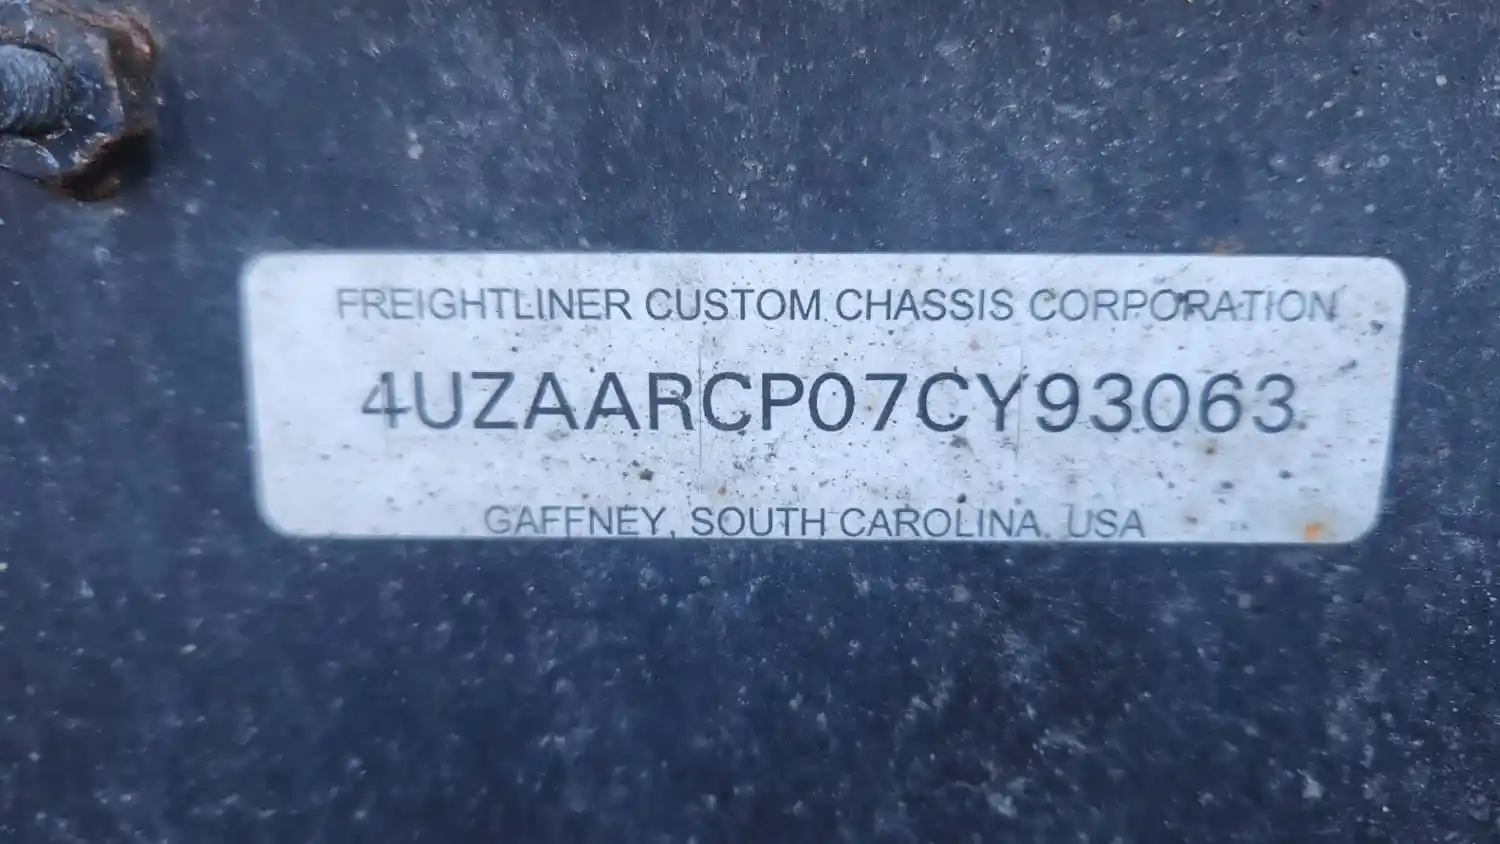 FREIGHTLINER CUSTOM CHASSIS CORPORATION
4UZAARCP07CY93063
GAFFNEY, SOUTH CAROLINA. USA